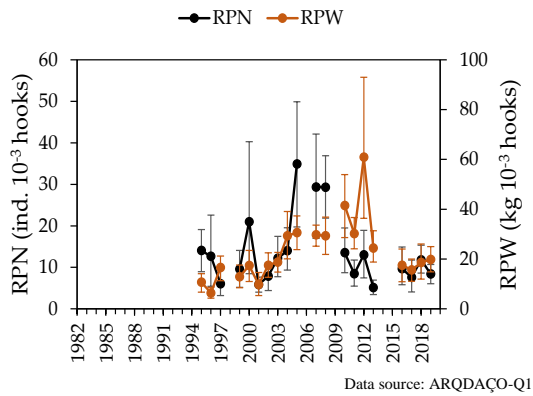 RPN RPW
60 100
50 80
40 60
30 40
20 20
10
0 0
RPN (ind. 10⁻³ hooks)
RPW (kg 10⁻³ hooks)
1982 1985 1988 1991 1994 1997 2000 2003 2006 2009 2012 2015 2018
Data source: ARQDAÇO-Q1